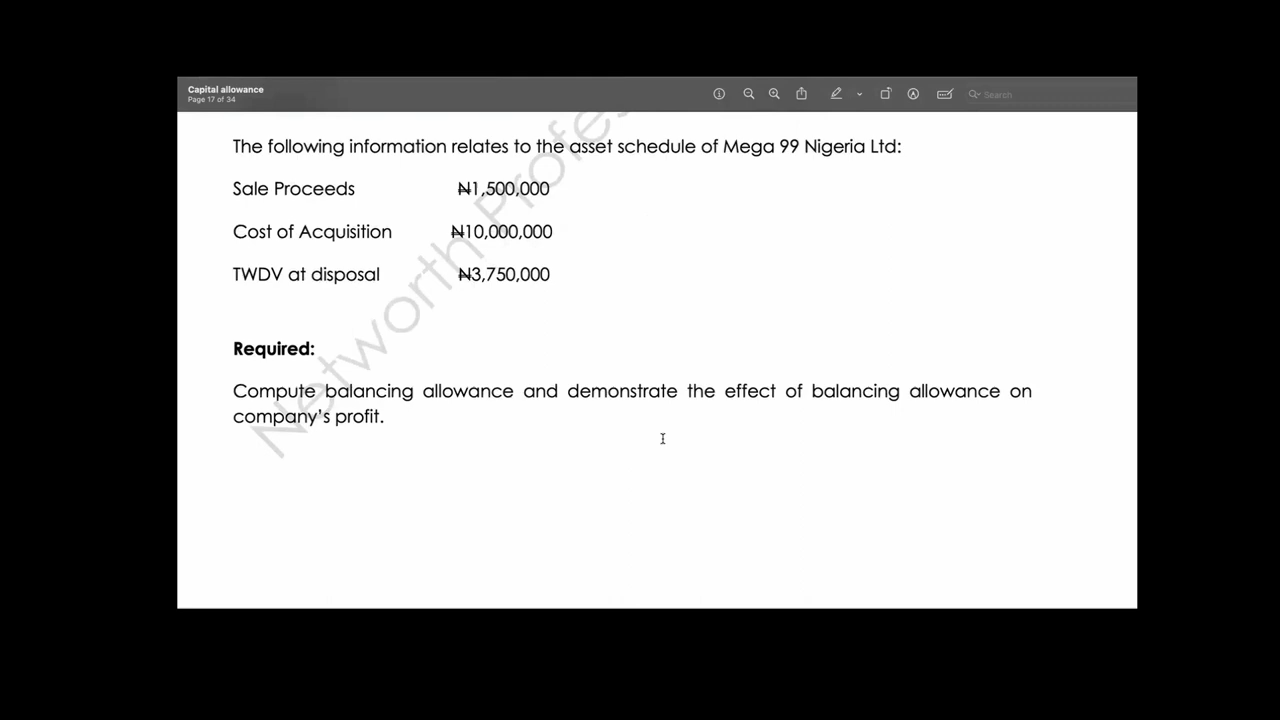 Capital allowance
Page 17 of 34
Search
The following information relates to the asset schedule of Mega 99 Nigeria Ltd:
Sale Proceeds ₦1,500,000
Cost of Acquisition ₦10,000,000
TWDV at disposal ₦3,750,000
Required:
Compute balancing allowance and demonstrate the effect of balancing allowance on
company's profit.
Networth